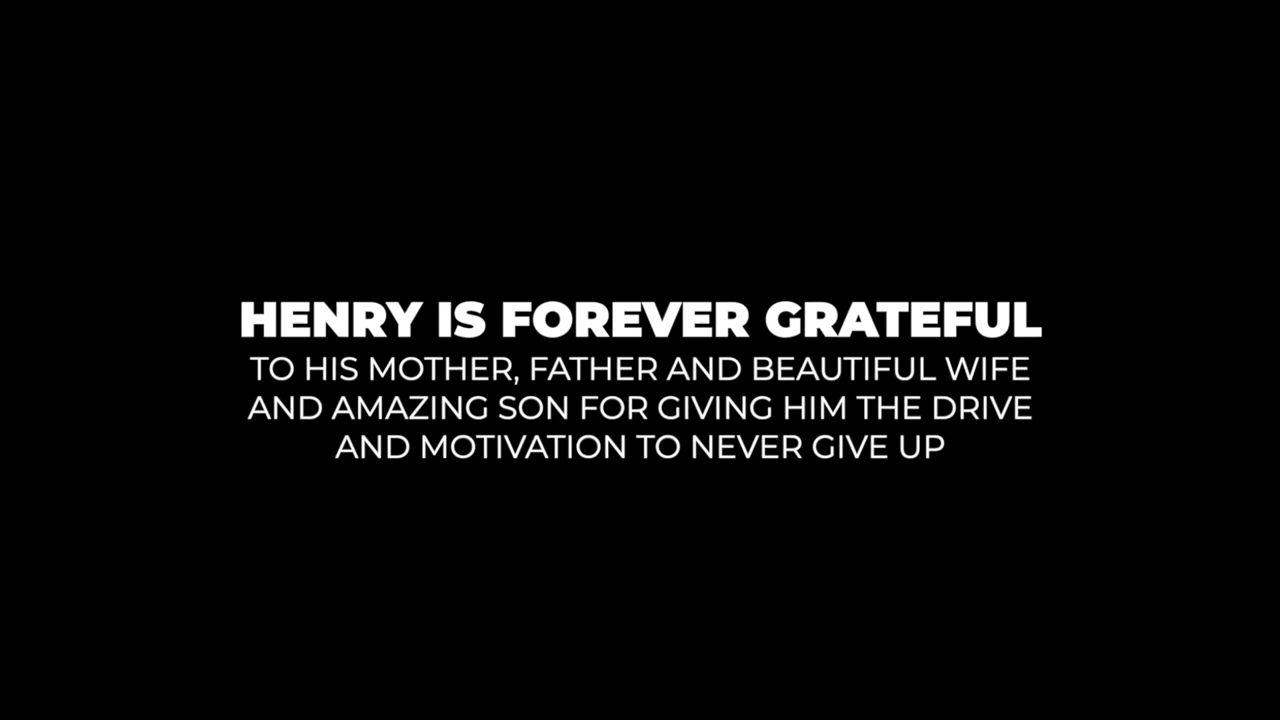 HENRY IS FOREVER GRATEFUL
TO HIS MOTHER, FATHER AND BEAUTIFUL WIFE
AND AMAZING SON FOR GIVING HIM THE DRIVE
AND MOTIVATION TO NEVER GIVE UP